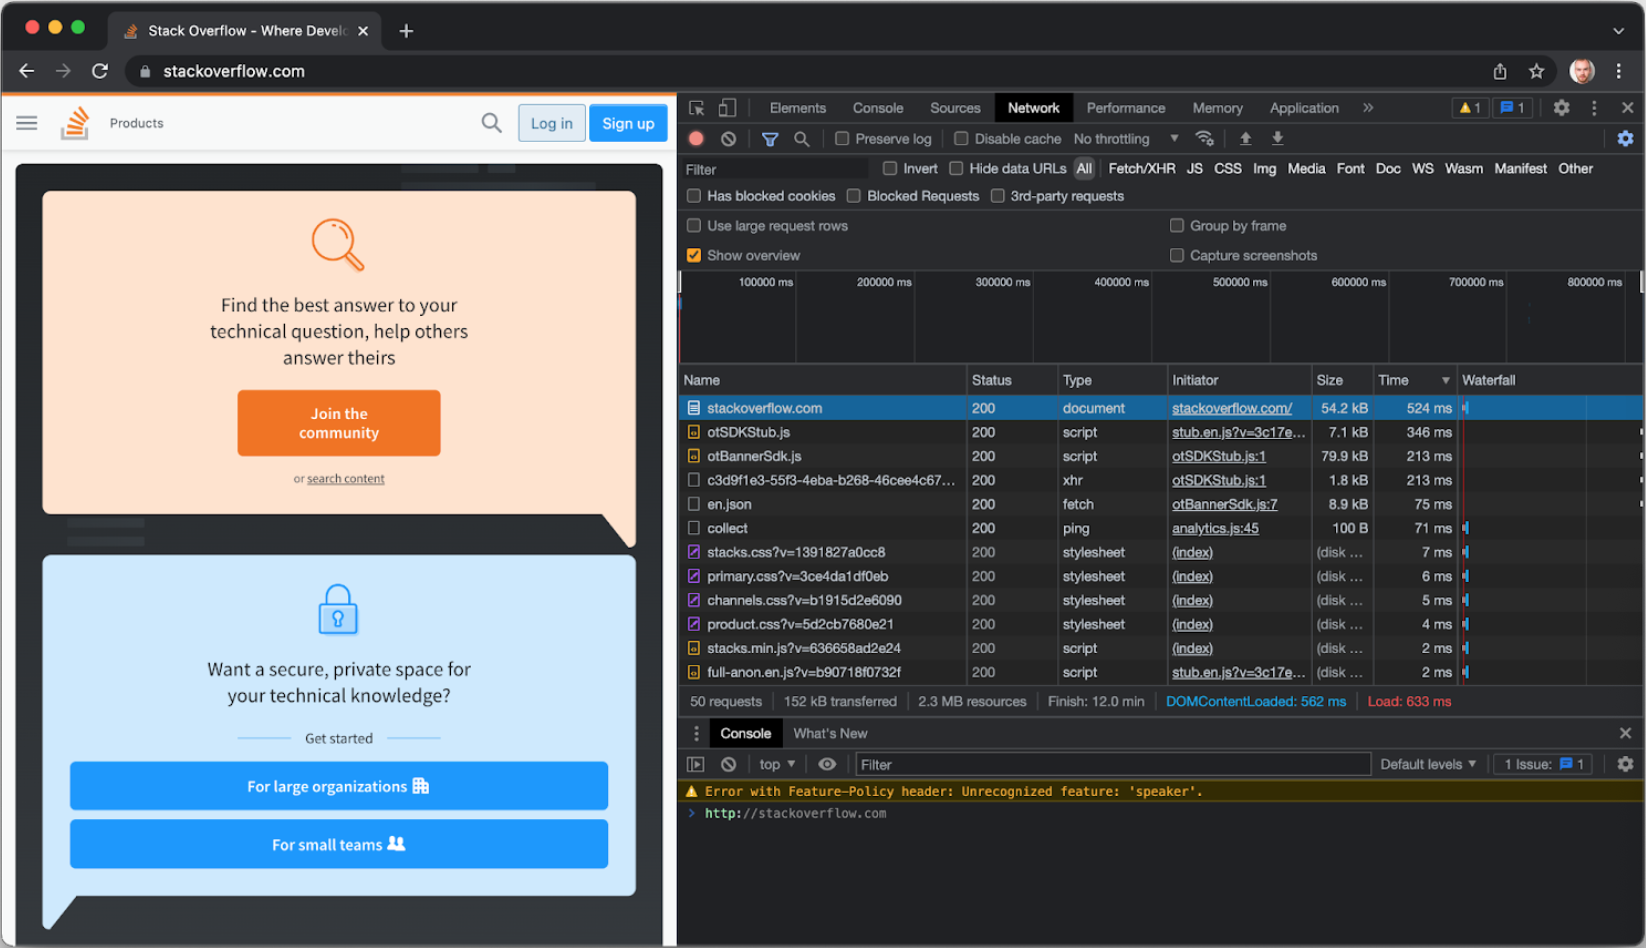 Stack Overflow - Where Develo
stackoverflow.com
Products
Log in
Sign up
Find the best answer to your
technical question, help others
answer theirs
Join the
community
or search content
Want a secure, private space for
your technical knowledge?
Get started
For large organizations
For small teams
Elements Console Sources Network Performance Memory Application » 1 1
Preserve log Disable cache No throttling
Filter Invert Hide data URLs All Fetch/XHR JS CSS Img Media Font Doc WS Wasm Manifest Other
Has blocked cookies Blocked Requests 3rd-party requests
Use large request rows Group by frame
Show overview Capture screenshots
100000 ms 200000 ms 300000 ms 400000 ms 500000 ms 600000 ms 700000 ms 800000 ms
Name Status Type Initiator Size Time Waterfall
stackoverflow.com 200 document stackoverflow.com/ 54.2 kB 524 ms
otSDKStub.js 200 script stub.en.js?v=3c17e... 7.1 kB 346 ms
otBannerSdk.js 200 script otSDKStub.js:1 79.9 kB 213 ms
c3d9f1e3-55f3-4eba-b268-46cee4c67... 200 xhr otSDKStub.js:1 1.8 kB 213 ms
en.json 200 fetch otBannerSdk.js:7 8.9 kB 75 ms
collect 200 ping analytics.js:45 100 B 71 ms
stacks.css?v=1391827a0cc8 200 stylesheet (index) (disk ... 7 ms
primary.css?v=3ce4da1df0eb 200 stylesheet (index) (disk ... 6 ms
channels.css?v=b1915d2e6090 200 stylesheet (index) (disk ... 5 ms
product.css?v=5d2cb7680e21 200 stylesheet (index) (disk ... 4 ms
stacks.min.js?v=636658ad2e24 200 script (index) (disk ... 2 ms
full-anon.en.js?v=b90718f0732f 200 script stub.en.js?v=3c17e... (disk ... 2 ms
50 requests 152 kB transferred 2.3 MB resources Finish: 12.0 min DOMContentLoaded: 562 ms Load: 633 ms
Console What's New
top Filter Default levels 1 Issue: 1
Error with Feature-Policy header: Unrecognized feature: 'speaker'.
> http://stackoverflow.com